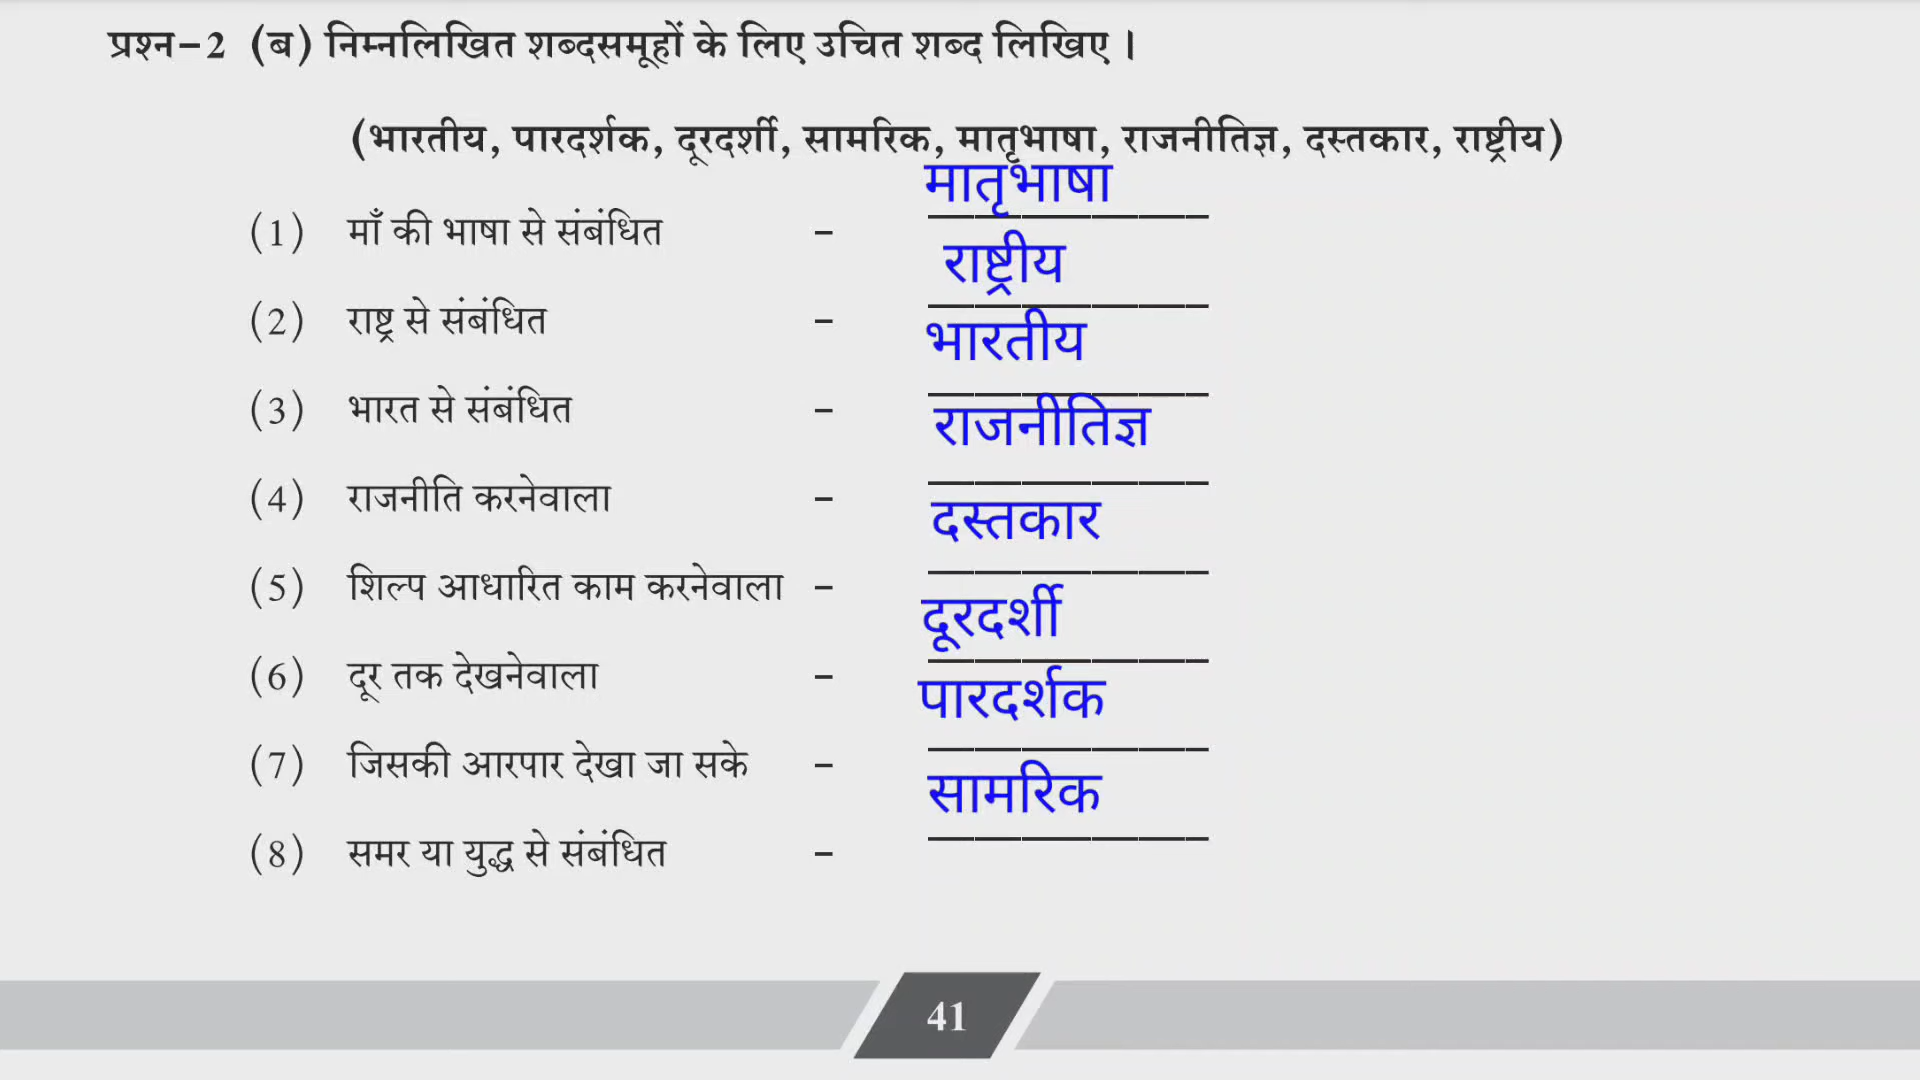 प्रश्न–2 (ब) निम्नलिखित शब्दसमूहों के लिए उचित शब्द लिखिए ।
(भारतीय, पारदर्शक, दूरदर्शी, सामरिक, मातृभाषा, राजनीतिज्ञ, दस्तकार, राष्ट्रीय)
(1) माँ की भाषा से संबंधित – मातृभाषा
(2) राष्ट्र से संबंधित – राष्ट्रीय
(3) भारत से संबंधित – भारतीय
(4) राजनीति करनेवाला – राजनीतिज्ञ
(5) शिल्प आधारित काम करनेवाला – दस्तकार
(6) दूर तक देखनेवाला – दूरदर्शी
(7) जिसकी आरपार देखा जा सके – पारदर्शक
(8) समर या युद्ध से संबंधित – सामरिक
41